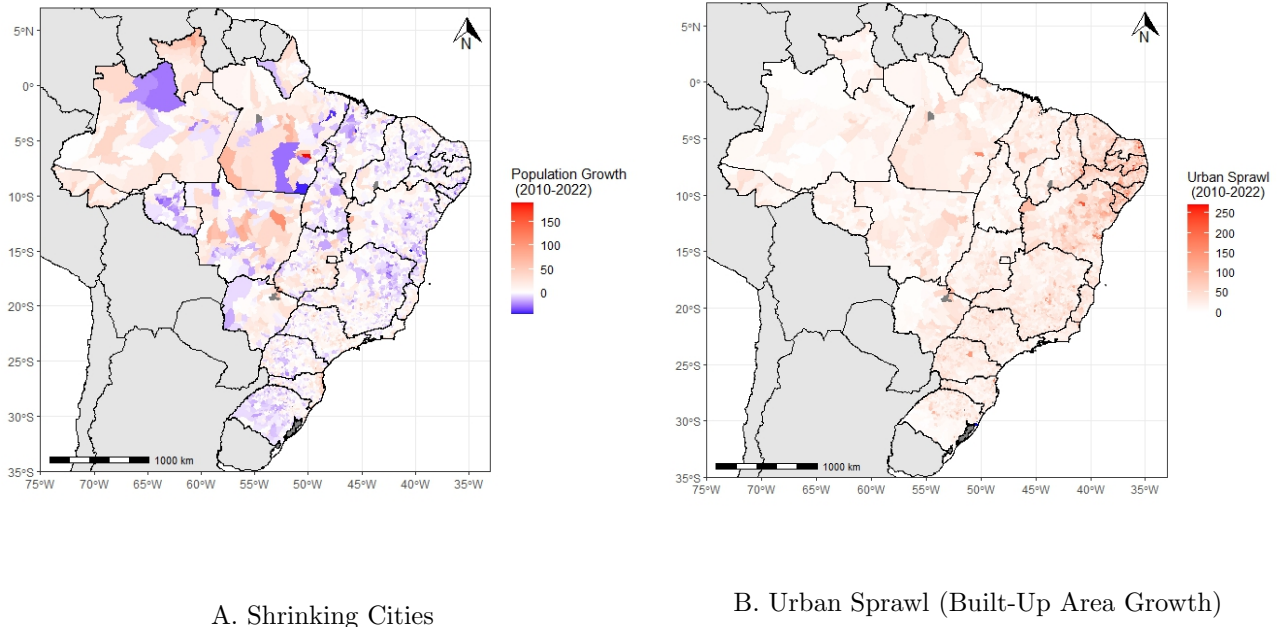 N
5°N
0°
5°S
10°S
15°S
20°S
25°S
30°S
35°S
1000 km
75°W 70°W 65°W 60°W 55°W 50°W 45°W 40°W 35°W
Population Growth
(2010-2022)
150
100
50
0
A. Shrinking Cities
N
5°N
0°
5°S
10°S
15°S
20°S
25°S
30°S
35°S
1000 km
75°W 70°W 65°W 60°W 55°W 50°W 45°W 40°W 35°W
Urban Sprawl
(2010-2022)
250
200
150
100
50
0
B. Urban Sprawl (Built-Up Area Growth)